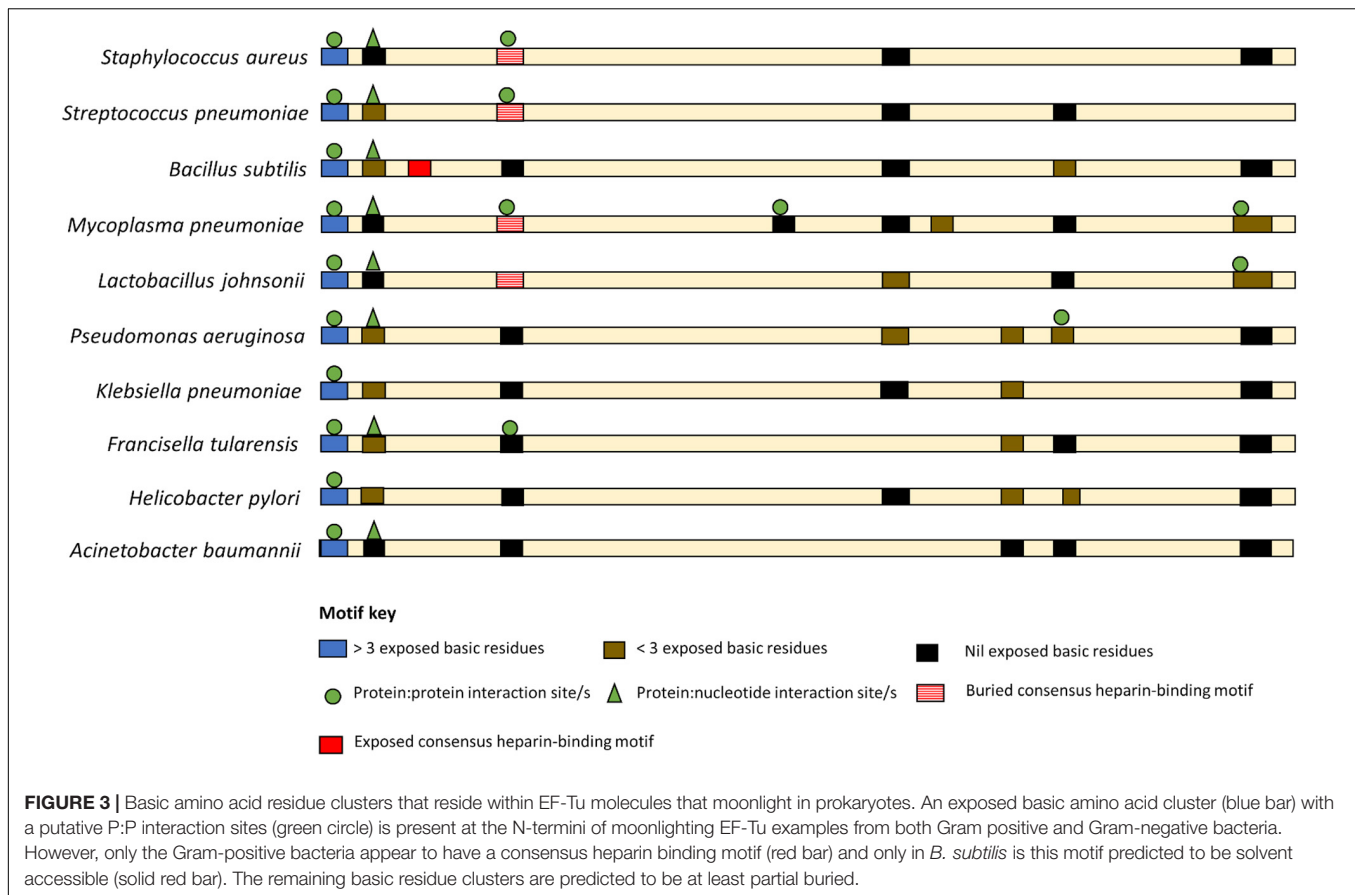 Staphylococcus aureus
Streptococcus pneumoniae
Bacillus subtilis
Mycoplasma pneumoniae
Lactobacillus johnsonii
Pseudomonas aeruginosa
Klebsiella pneumoniae
Francisella tularensis
Helicobacter pylori
Acinetobacter baumannii
Motif key
> 3 exposed basic residues
< 3 exposed basic residues
Nil exposed basic residues
Protein:protein interaction site/s
Protein:nucleotide interaction site/s
Buried consensus heparin-binding motif
Exposed consensus heparin-binding motif
FIGURE 3 | Basic amino acid residue clusters that reside within EF-Tu molecules that moonlight in prokaryotes. An exposed basic amino acid cluster (blue bar) with
a putative P:P interaction sites (green circle) is present at the N-termini of moonlighting EF-Tu examples from both Gram positive and Gram-negative bacteria.
However, only the Gram-positive bacteria appear to have a consensus heparin binding motif (red bar) and only in B. subtilis is this motif predicted to be solvent
accessible (solid red bar). The remaining basic residue clusters are predicted to be at least partial buried.